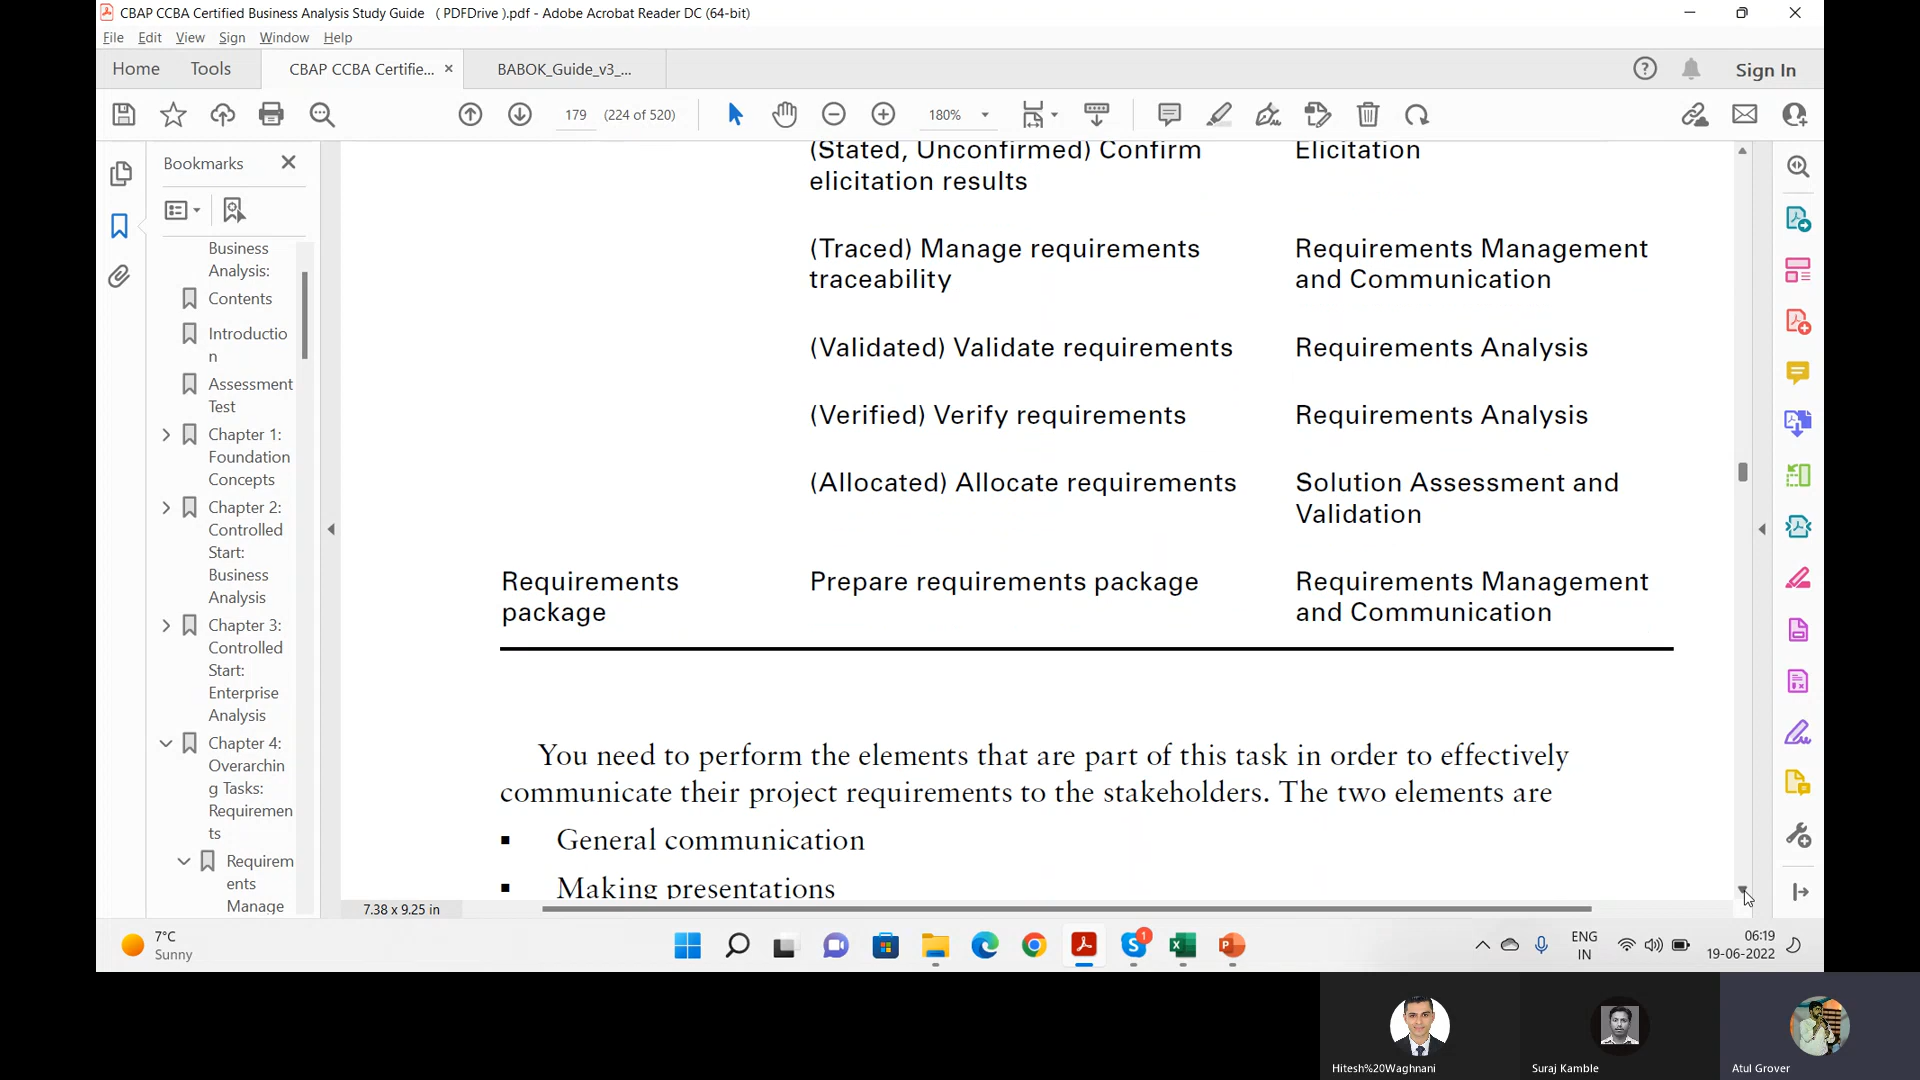 CBAP CCBA Certified Business Analysis Study Guide ( PDFDrive ).pdf - Adobe Acrobat Reader DC (64-bit)
File Edit View Sign Window Help
Home Tools CBAP CCBA Certifie... × BABOK_Guide_v3_... Sign In
179 (224 of 520) 180%
Bookmarks
Business
Analysis:
Contents
Introductio
n
Assessment
Test
Chapter 1:
Foundation
Concepts
Chapter 2:
Controlled
Start:
Business
Analysis
Chapter 3:
Controlled
Start:
Enterprise
Analysis
Chapter 4:
Overarchin
g Tasks:
Requiremen
ts
Requirem
ents
Manage
(Stated, Unconfirmed) Confirm Elicitation
elicitation results
(Traced) Manage requirements Requirements Management
traceability and Communication
(Validated) Validate requirements Requirements Analysis
(Verified) Verify requirements Requirements Analysis
(Allocated) Allocate requirements Solution Assessment and
Validation
Requirements Prepare requirements package Requirements Management
package and Communication
You need to perform the elements that are part of this task in order to effectively
communicate their project requirements to the stakeholders. The two elements are
▪ General communication
▪ Making presentations
7.38 x 9.25 in
7°C
Sunny
1
ENG
IN
06:19
19-06-2022
Hitesh%20Waghnani Suraj Kamble Atul Grover